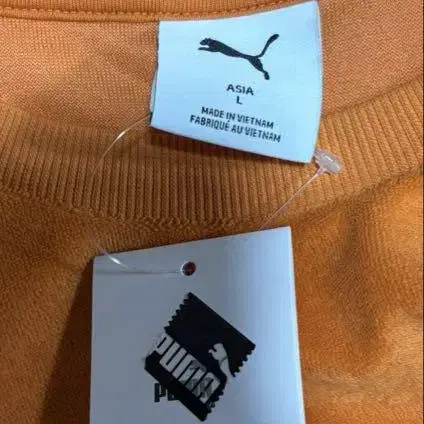 ASIA
L
MADE IN VIETNAM
FABRIQUÉ AU VIETNAM
PUMA